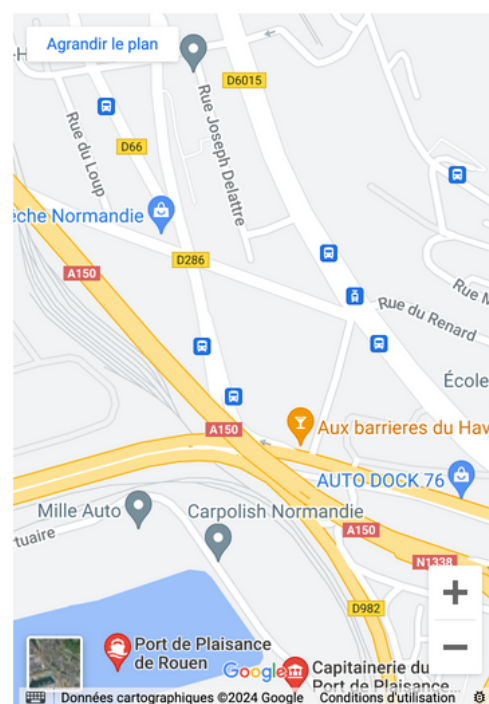 Agrandir le plan
D6015
Rue Joseph Delattre
Rue du Loup
D66
èche Normandie
D286
A150
Rue du Renard
École
A150
Aux barrieres du Hav
AUTO DOCK 76
Mille Auto
Carpolish Normandie
tuaire
A150
N1338
D982
+
−
Port de Plaisance
de Rouen
Google
Capitainerie du
Port de Plaisance...
Données cartographiques ©2024 Google
Conditions d'utilisation